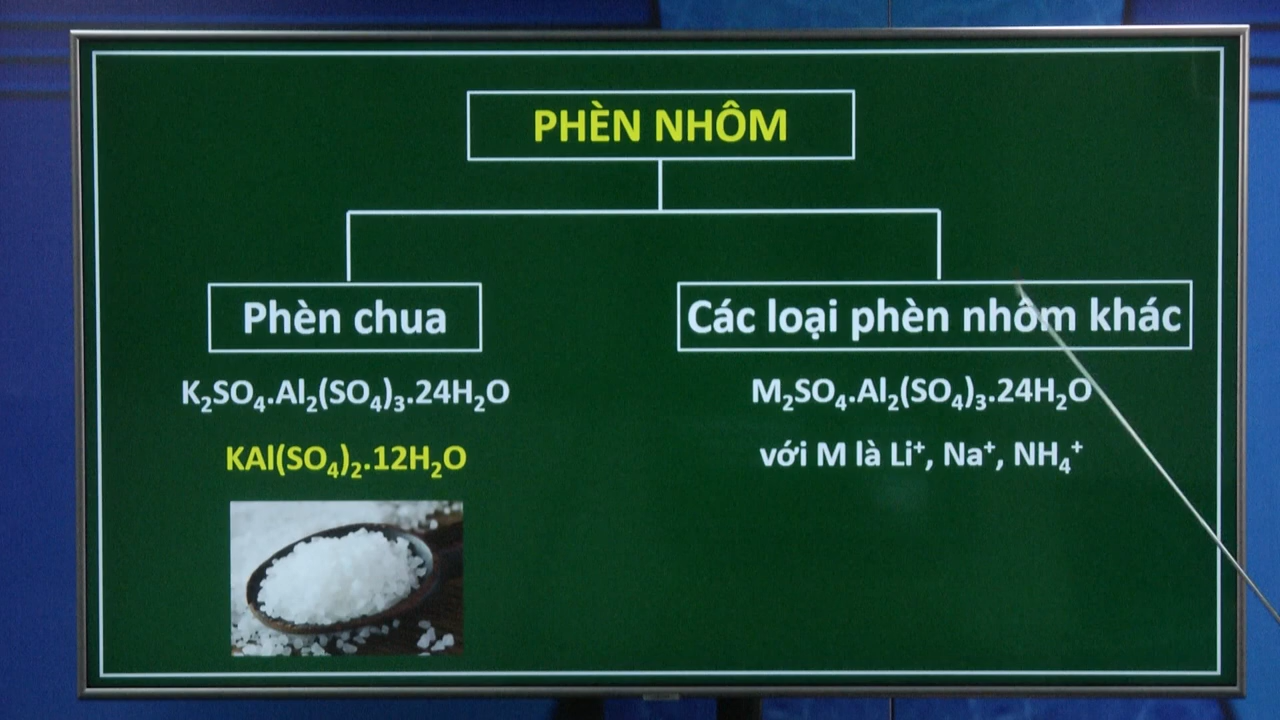 PHÈN NHÔM
Phèn chua
K₂SO₄.Al₂(SO₄)₃.24H₂O
KAl(SO₄)₂.12H₂O
Các loại phèn nhôm khác
M₂SO₄.Al₂(SO₄)₃.24H₂O
với M là Li⁺, Na⁺, NH₄⁺